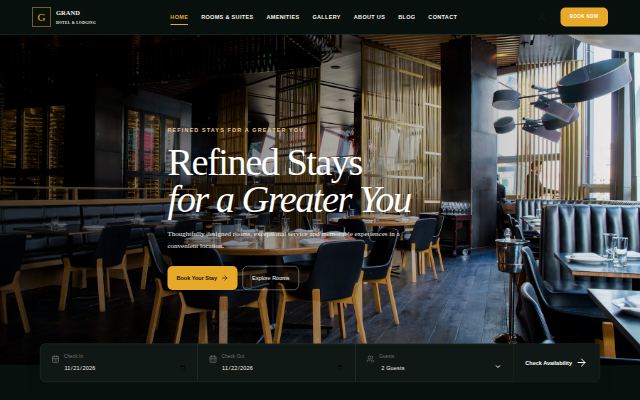 G
GRAND
HOTEL & LODGING
HOME
ROOMS & SUITES
AMENITIES
GALLERY
ABOUT US
BLOG
CONTACT
BOOK NOW
REFINED STAYS FOR A GREATER YOU
Refined Stays
for a Greater You
Thoughtfully designed rooms, exceptional service and memorable experiences in a
convenient location.
Book Your Stay
Explore Rooms
Check In
11/21/2026
Check Out
11/22/2026
Guests
2 Guests
Check Availability